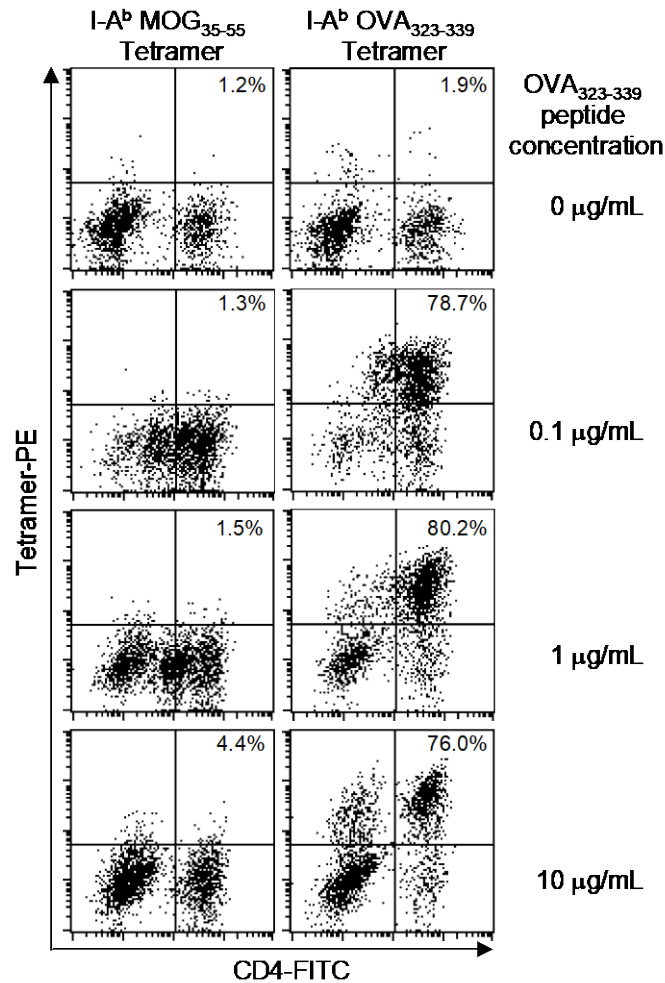 I-Aᵇ MOG₃₅₋₅₅
Tetramer
I-Aᵇ OVA₃₂₃₋₃₃₉
Tetramer
OVA₃₂₃₋₃₃₉
peptide
concentration
1.2%
1.9%
0 μg/mL
1.3%
78.7%
0.1 μg/mL
1.5%
80.2%
1 μg/mL
4.4%
76.0%
10 μg/mL
Tetramer-PE
CD4-FITC